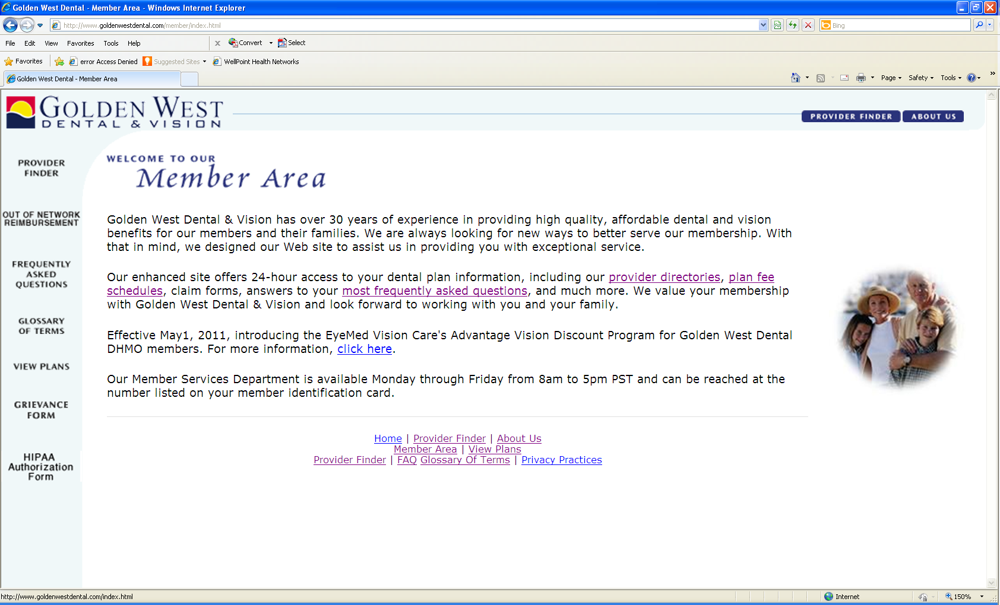 Golden West Dental - Member Area - Windows Internet Explorer
http://www.goldenwestdental.com/member/index.html
Bing
File Edit View Favorites Tools Help
x Convert Select
Favorites error Access Denied Suggested Sites WellPoint Health Networks
Golden West Dental - Member Area
Page Safety Tools »
GOLDEN WEST
DENTAL & VISION
PROVIDER FINDER ABOUT US
PROVIDER
FINDER
OUT OF NETWORK
REIMBURSEMENT
FREQUENTLY
ASKED
QUESTIONS
GLOSSARY
OF TERMS
VIEW PLANS
GRIEVANCE
FORM
HIPAA
Authorization
Form
WELCOME TO OUR
Member Area
Golden West Dental & Vision has over 30 years of experience in providing high quality, affordable dental and vision
benefits for our members and their families. We are always looking for new ways to better serve our membership. With
that in mind, we designed our Web site to assist us in providing you with exceptional service.
Our enhanced site offers 24-hour access to your dental plan information, including our provider directories, plan fee
schedules, claim forms, answers to your most frequently asked questions, and much more. We value your membership
with Golden West Dental & Vision and look forward to working with you and your family.
Effective May1, 2011, introducing the EyeMed Vision Care's Advantage Vision Discount Program for Golden West Dental
DHMO members. For more information, click here.
Our Member Services Department is available Monday through Friday from 8am to 5pm PST and can be reached at the
number listed on your member identification card.
Home | Provider Finder | About Us
Member Area | View Plans
Provider Finder | FAQ Glossary Of Terms | Privacy Practices
http://www.goldenwestdental.com/index.html
Internet
150%